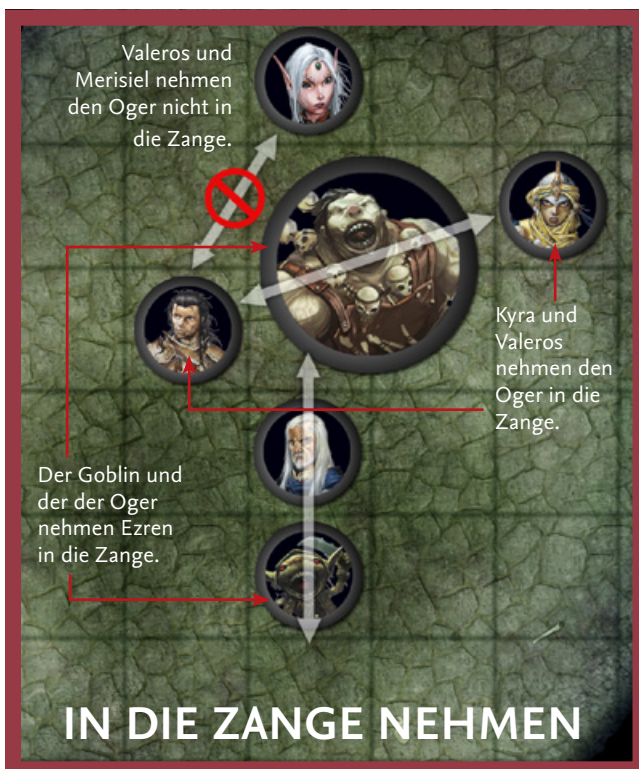 Valeros und
Merisiel nehmen
den Oger nicht in
die Zange.
Kyra und
Valeros
nehmen den
Oger in die
Zange.
Der Goblin und
der der Oger
nehmen Ezren
in die Zange.
IN DIE ZANGE NEHMEN